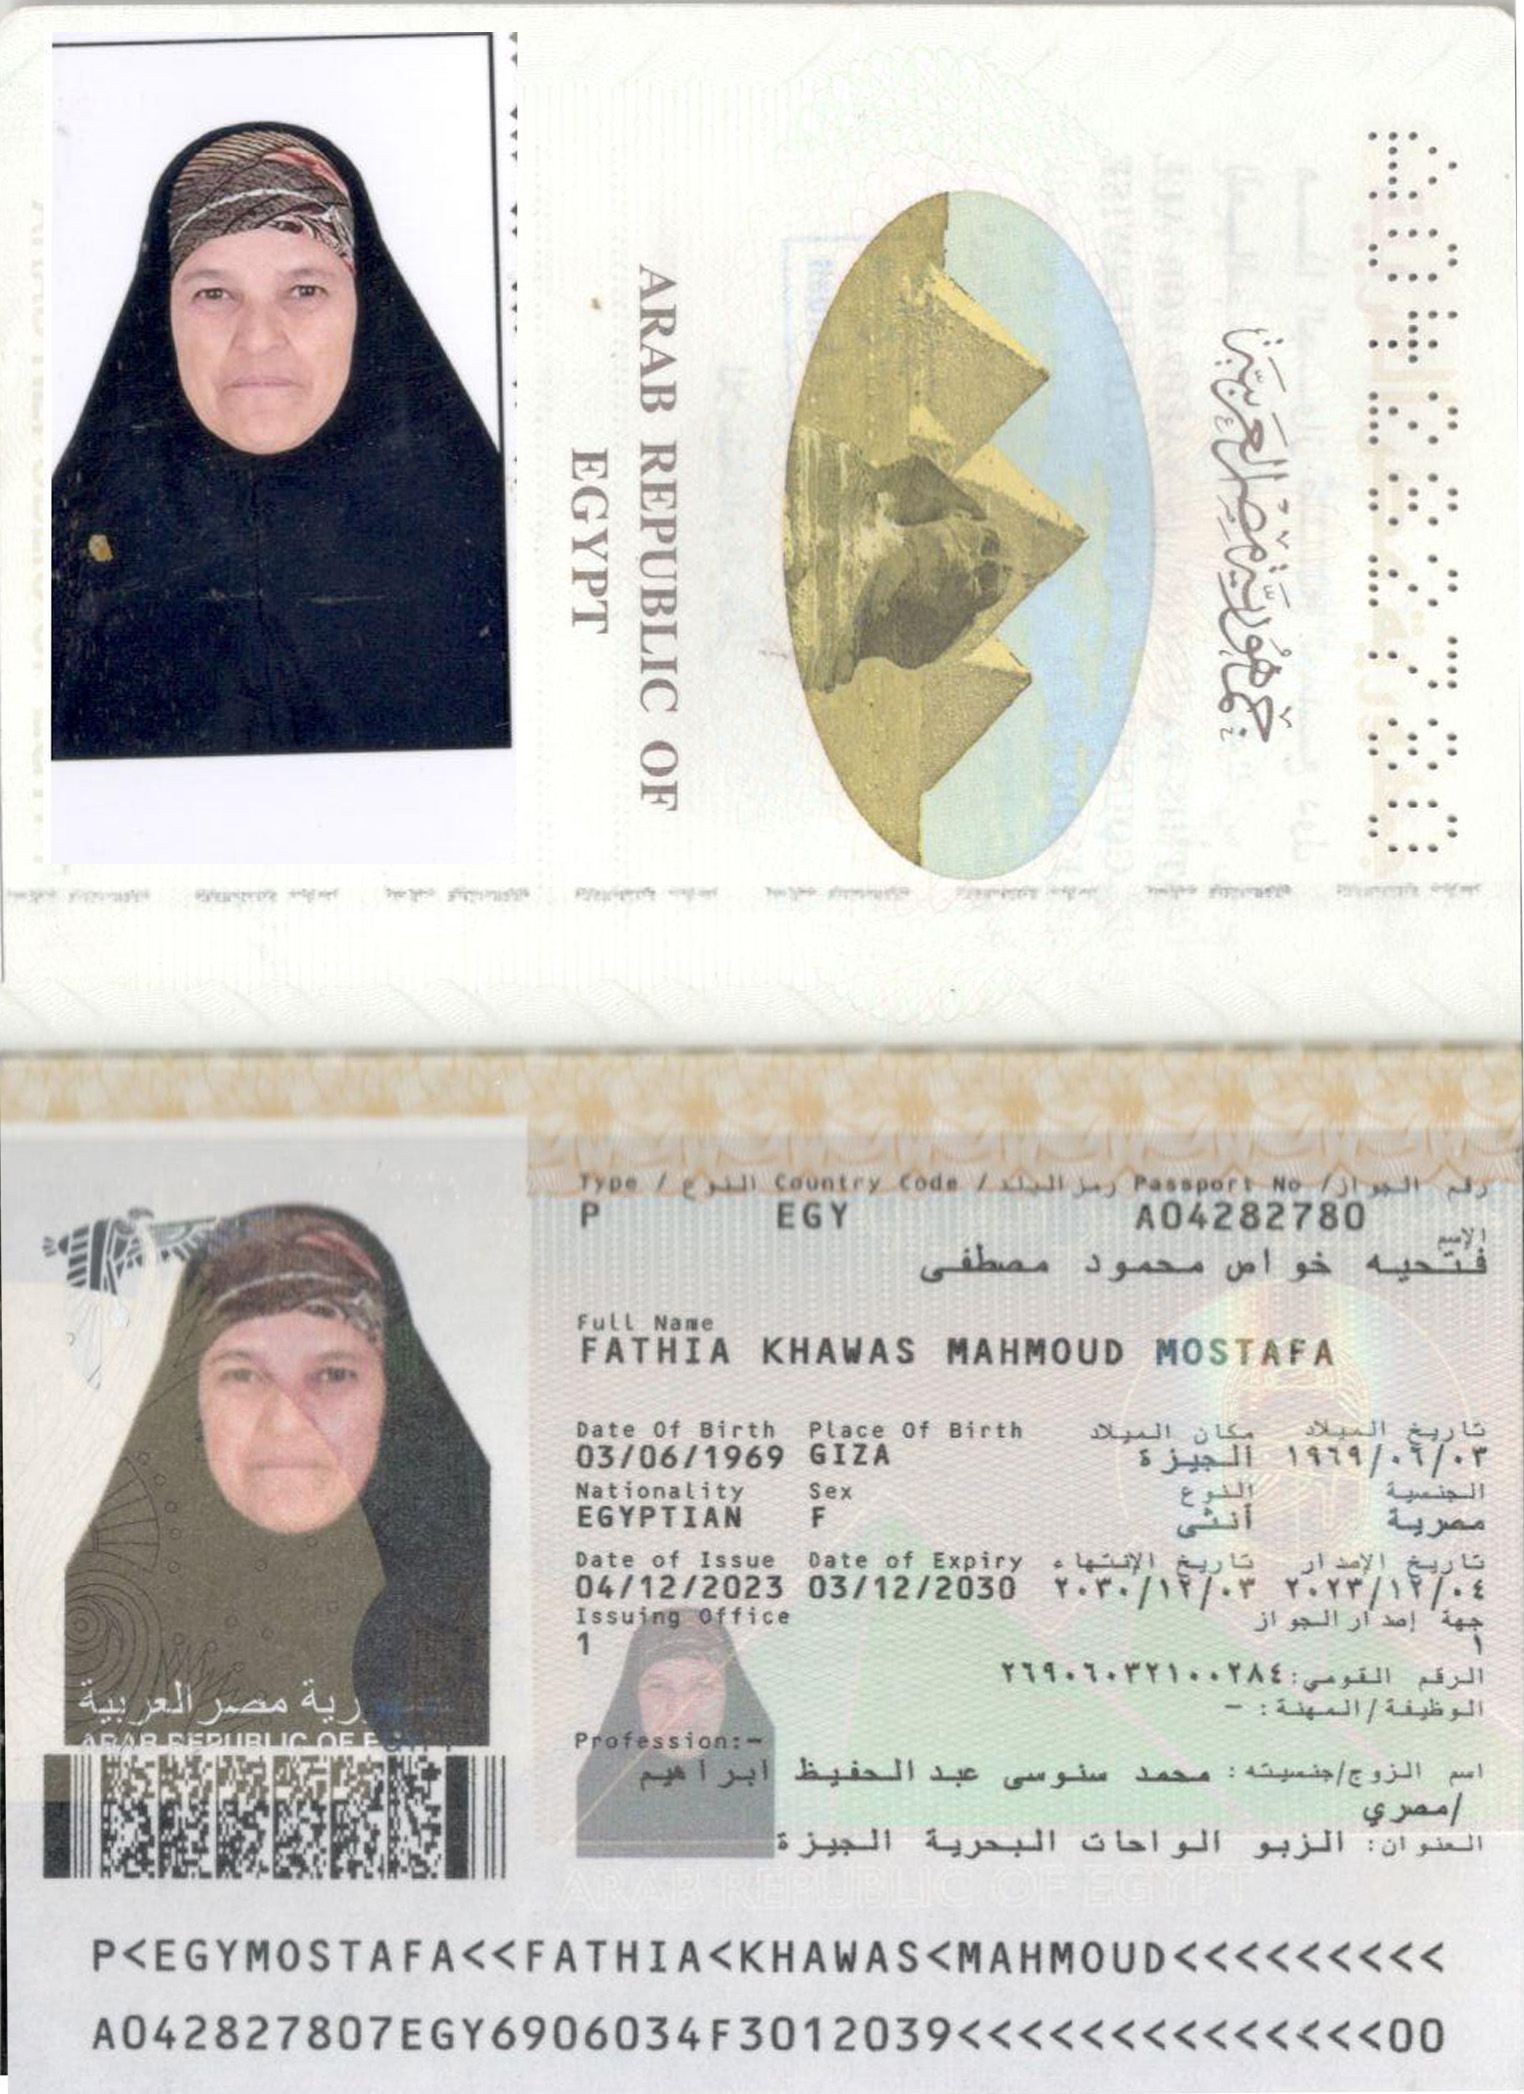 A04282780
جمهورية مصر العربية
ARAB REPUBLIC OF
EGYPT
Type / النوع Country Code / رمز البلد Passport No / رقم الجواز
P EGY A04282780
الإسم
فتحيه خواص محمود مصطفى
Full Name
FATHIA KHAWAS MAHMOUD MOSTAFA
Date Of Birth Place Of Birth مكان الميلاد تاريخ الميلاد
03/06/1969 GIZA الجيزة ١٩٦٩/٠٦/٠٣
Nationality Sex النوع الجنسية
EGYPTIAN F أنثى مصرية
Date of Issue Date of Expiry تاريخ الإنتهاء تاريخ الإصدار
04/12/2023 03/12/2030 ٢٠٣٠/١٢/٠٣ ٢٠٢٣/١٢/٠٤
Issuing Office جهة إصدار الجواز
1 ١
الرقم القومي: ٢٦٩٠٦٠٣٢١٠٠٢٨٤
الوظيفة/المهنة: -
Profession:-
اسم الزوج/جنسيته: محمد سنوسى عبد الحفيظ ابراهيم
/مصري
العنوان: الزبو الواحات البحرية الجيزة
رية مصر العربية
ARAB REPUBLIC OF EGYPT
ARAB REPUBLIC OF EGYPT
P<EGYMOSTAFA<<FATHIA<KHAWAS<MAHMOUD<<<<<<<<<
A042827807EGY6906034F3012039<<<<<<<<<<<<<<00